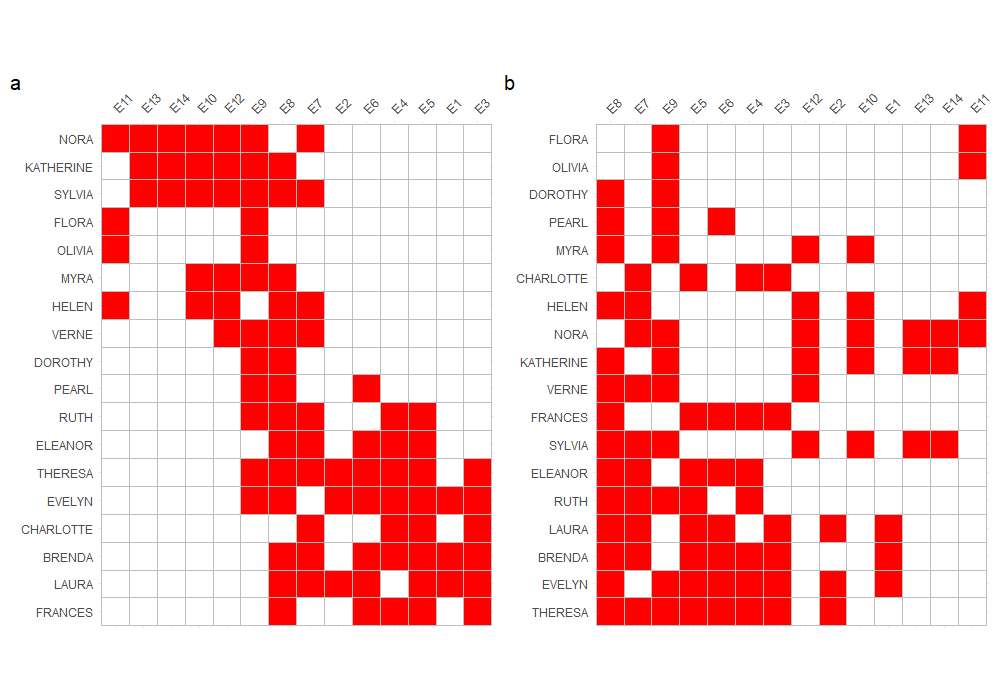 a
E11 E13 E14 E10 E12 E9 E8 E7 E2 E6 E4 E5 E1 E3
NORA
KATHERINE
SYLVIA
FLORA
OLIVIA
MYRA
HELEN
VERNE
DOROTHY
PEARL
RUTH
ELEANOR
THERESA
EVELYN
CHARLOTTE
BRENDA
LAURA
FRANCES
b
E8 E7 E9 E5 E6 E4 E3 E12 E2 E10 E1 E13 E14 E11
FLORA
OLIVIA
DOROTHY
PEARL
MYRA
CHARLOTTE
HELEN
NORA
KATHERINE
VERNE
FRANCES
SYLVIA
ELEANOR
RUTH
LAURA
BRENDA
EVELYN
THERESA